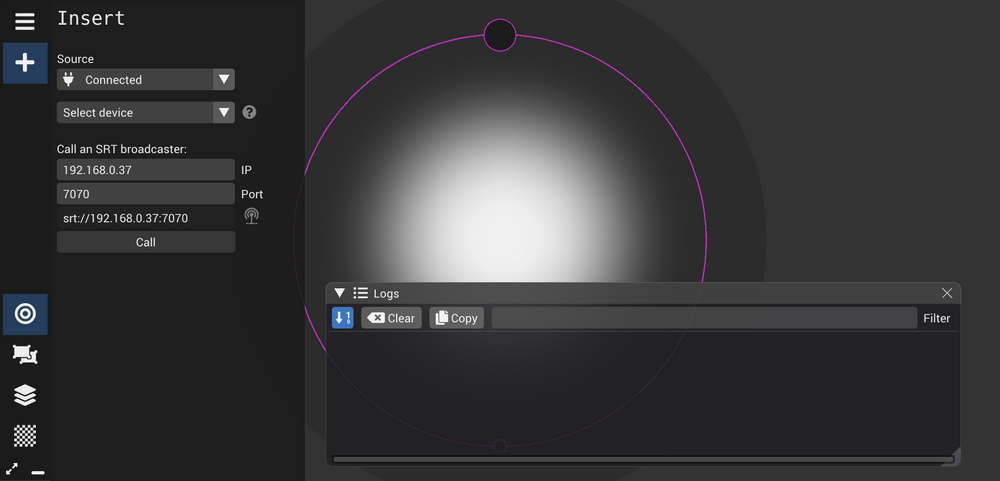 Insert
Source
Connected
Select device
Call an SRT broadcaster:
192.168.0.37 IP
7070 Port
srt://192.168.0.37:7070
Call
Logs
Clear Copy Filter